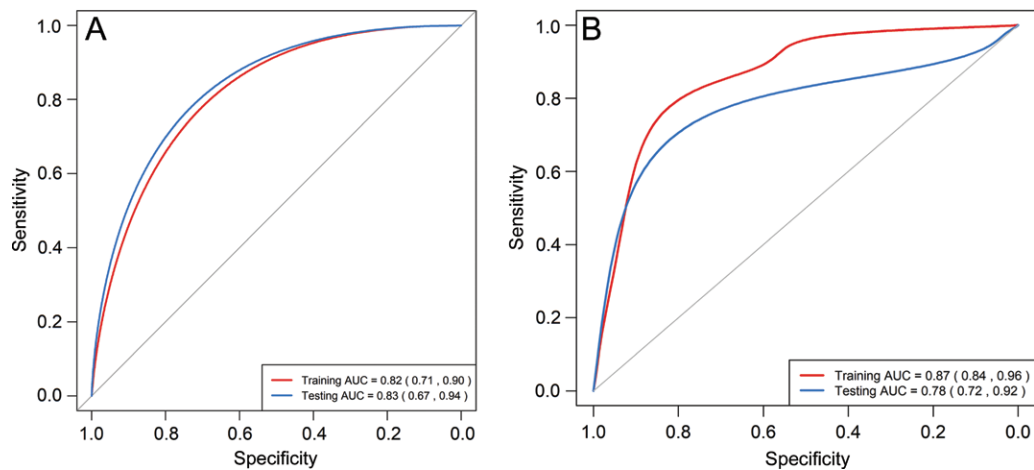 A
1.0
0.8
0.6
0.4
0.2
0.0
Sensitivity
Training AUC = 0.82 ( 0.71 , 0.90 )
Testing AUC = 0.83 ( 0.67 , 0.94 )
1.0 0.8 0.6 0.4 0.2 0.0
Specificity
B
1.0
0.8
0.6
0.4
0.2
0.0
Sensitivity
Training AUC = 0.87 ( 0.84 , 0.96 )
Testing AUC = 0.78 ( 0.72 , 0.92 )
1.0 0.8 0.6 0.4 0.2 0.0
Specificity